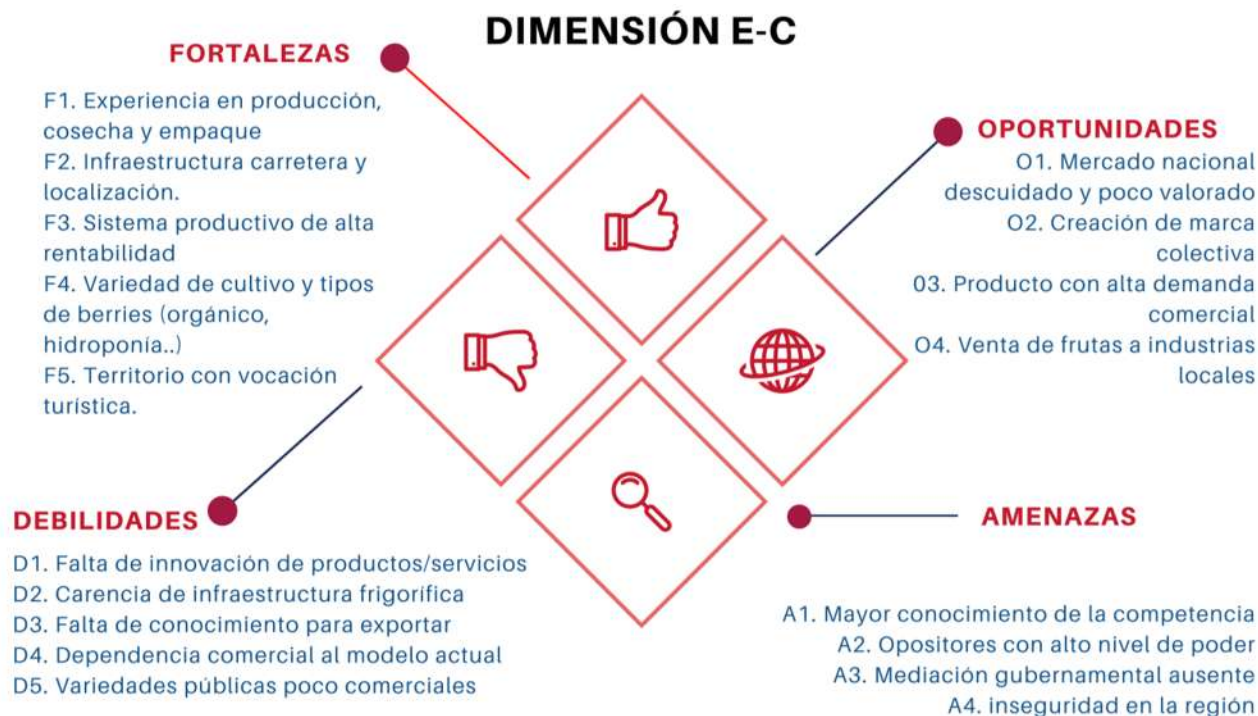 DIMENSIÓN E-C
FORTALEZAS
F1. Experiencia en producción,
cosecha y empaque
F2. Infraestructura carretera y
localización.
F3. Sistema productivo de alta
rentabilidad
F4. Variedad de cultivo y tipos
de berries (orgánico,
hidroponía..)
F5. Territorio con vocación
turística.
OPORTUNIDADES
O1. Mercado nacional
descuidado y poco valorado
O2. Creación de marca
colectiva
03. Producto con alta demanda
comercial
O4. Venta de frutas a industrias
locales
DEBILIDADES
D1. Falta de innovación de productos/servicios
D2. Carencia de infraestructura frigorífica
D3. Falta de conocimiento para exportar
D4. Dependencia comercial al modelo actual
D5. Variedades públicas poco comerciales
AMENAZAS
A1. Mayor conocimiento de la competencia
A2. Opositores con alto nivel de poder
A3. Mediación gubernamental ausente
A4. inseguridad en la región